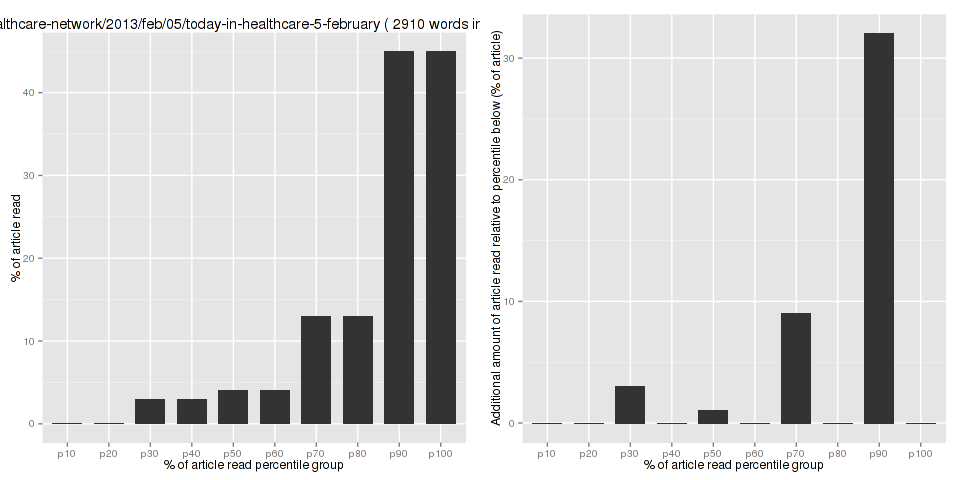 althcare-network/2013/feb/05/today-in-healthcare-5-february ( 2910 words ir
% of article read
40
30
20
10
0
p10 p20 p30 p40 p50 p60 p70 p80 p90 p100
% of article read percentile group
Additional amount of article read relative to percentile below (% of article)
30
20
10
0
p10 p20 p30 p40 p50 p60 p70 p80 p90 p100
% of article read percentile group